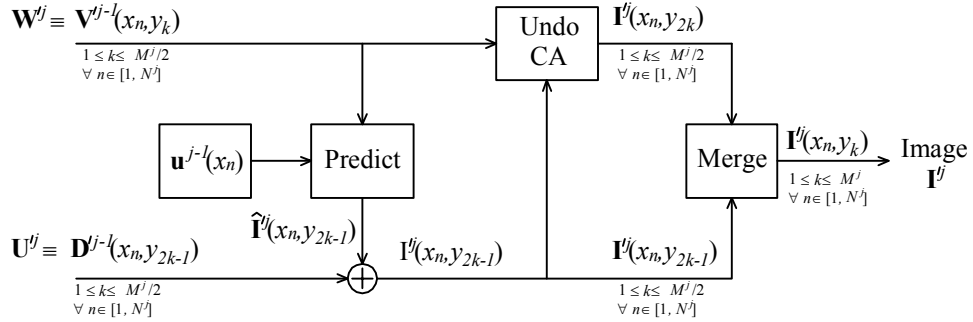 W′ʲ ≡ V′ʲ⁻¹(xₙ,yₖ)
1 ≤ k ≤ Mʲ/2
∀ n∈ [1, Nʲ]
Undo
CA
I′ʲ(xₙ,y₂ₖ)
1 ≤ k ≤ Mʲ/2
∀ n∈ [1, Nʲ]
uʲ⁻¹(xₙ)
Predict
Merge
I′ʲ(xₙ,yₖ)
1 ≤ k ≤ Mʲ
∀ n∈ [1, Nʲ]
Image
I′ʲ
Î′ʲ(xₙ,y₂ₖ₋₁)
U′ʲ ≡ D′ʲ⁻¹(xₙ,y₂ₖ₋₁)
1 ≤ k ≤ Mʲ/2
∀ n∈ [1, Nʲ]
+
I′ʲ(xₙ,y₂ₖ₋₁)
I′ʲ(xₙ,y₂ₖ₋₁)
1 ≤ k ≤ Mʲ/2
∀ n∈ [1, Nʲ]